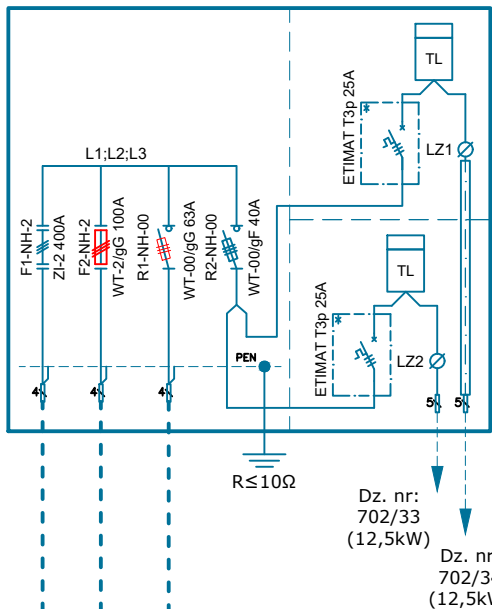 TL
ETIMAT T3p 25A
LZ1
L1;L2;L3
F1-NH-2
ZI-2 400A
F2-NH-2
WT-2/gG 100A
R1-NH-00
WT-00/gG 63A
R2-NH-00
WT-00/gF 40A
TL
ETIMAT T3p 25A
LZ2
PEN
4
4
4
5
5
R≤10Ω
Dz. nr:
702/33
(12,5kW)
Dz. nr
702/3
(12,5kW